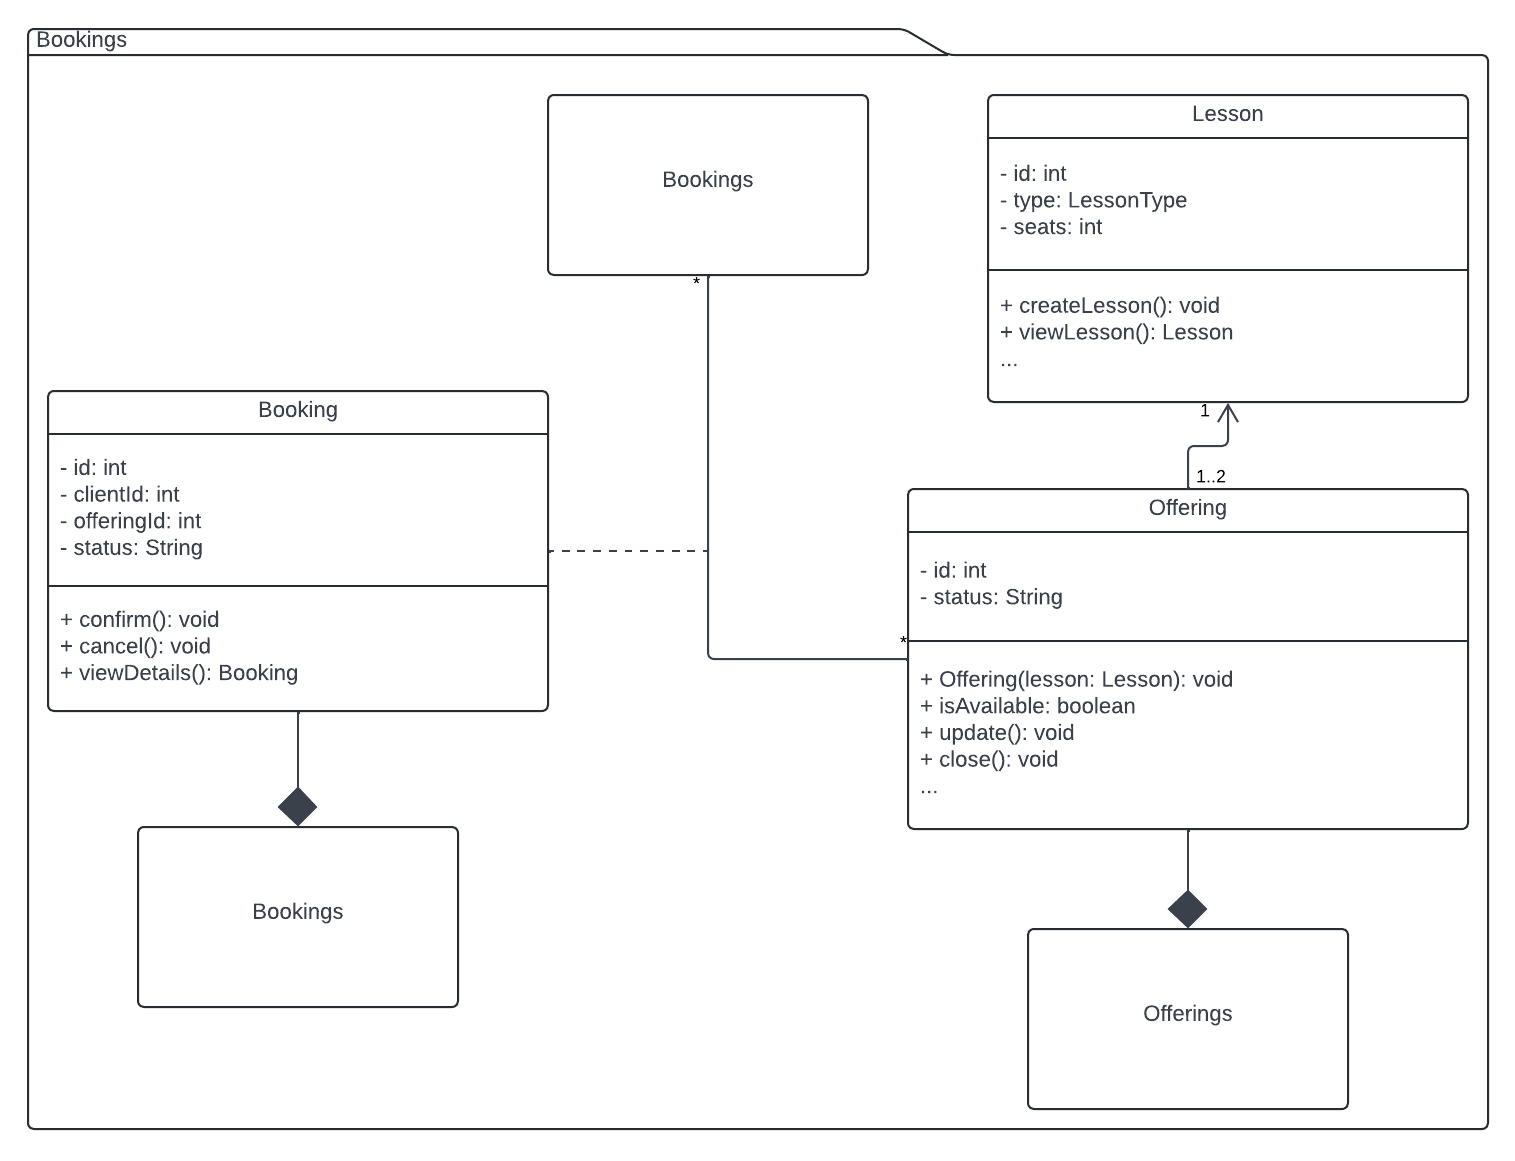 Bookings
Bookings
*
Lesson
- id: int
- type: LessonType
- seats: int
+ createLesson(): void
+ viewLesson(): Lesson
...
1
1..2
Booking
- id: int
- clientId: int
- offeringId: int
- status: String
+ confirm(): void
+ cancel(): void
+ viewDetails(): Booking
Offering
- id: int
- status: String
*
+ Offering(lesson: Lesson): void
+ isAvailable: boolean
+ update(): void
+ close(): void
...
Bookings
Offerings